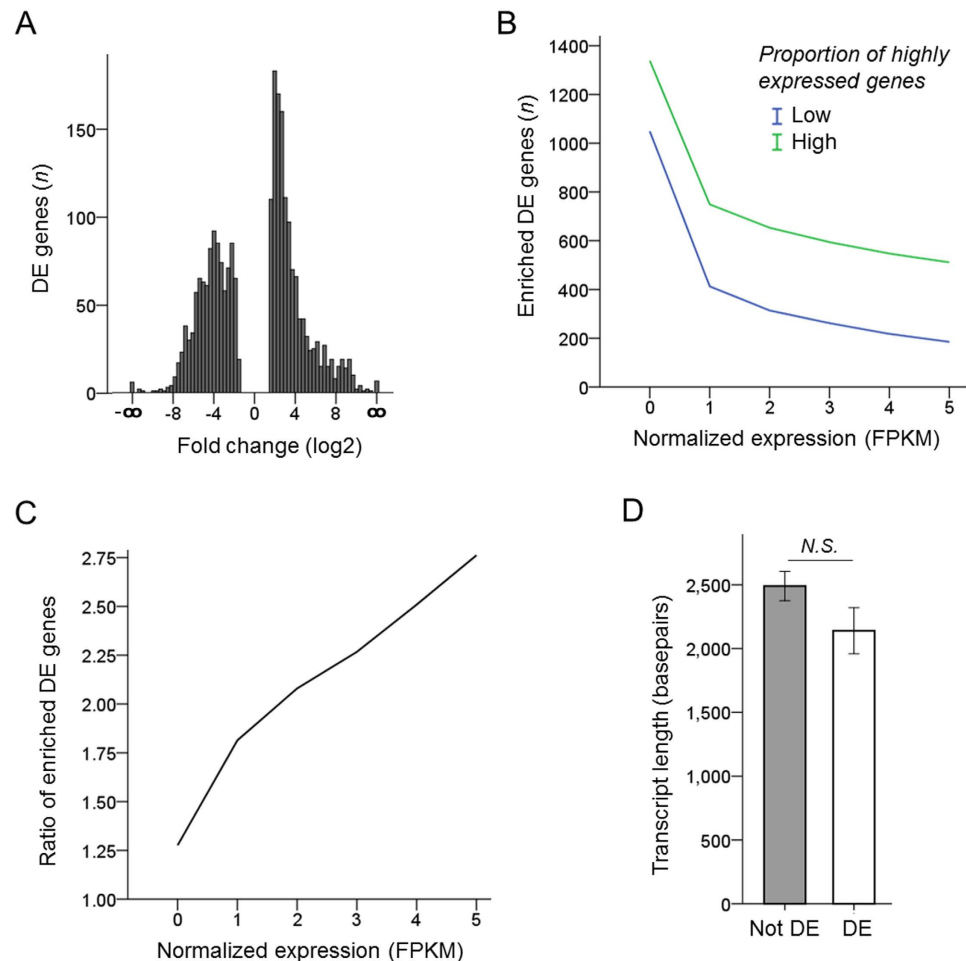 A
DE genes (n)
150
100
50
0
-∞ -8 -4 0 4 8 ∞
Fold change (log2)
B
Enriched DE genes (n)
1400
1200
1000
800
600
400
200
0
Proportion of highly
expressed genes
Low
High
0 1 2 3 4 5
Normalized expression (FPKM)
C
Ratio of enriched DE genes
2.75
2.50
2.25
2.00
1.75
1.50
1.25
1.00
0 1 2 3 4 5
Normalized expression (FPKM)
D
Transcript length (basepairs)
N.S.
2,500
2,000
1,500
1,000
500
0
Not DE DE